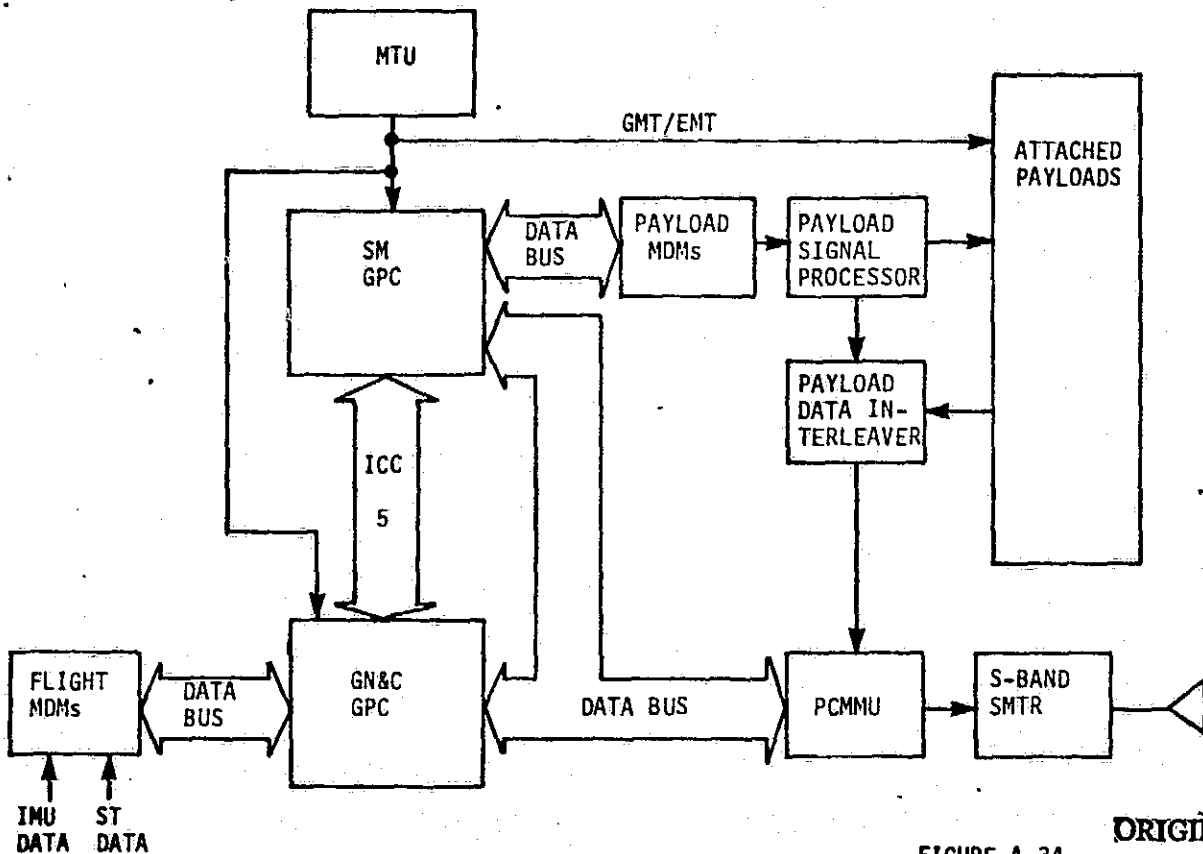 MTU
GMT/EMT
ATTACHED
PAYLOADS
SM
GPC
DATA
BUS
PAYLOAD
MDMs
PAYLOAD
SIGNAL
PROCESSOR
PAYLOAD
DATA IN-
TERLEAVER
ICC
5
FLIGHT
MDMs
DATA
BUS
GN&C
GPC
DATA BUS
PCMMU
S-BAND
SMTR
IMU
DATA
ST
DATA